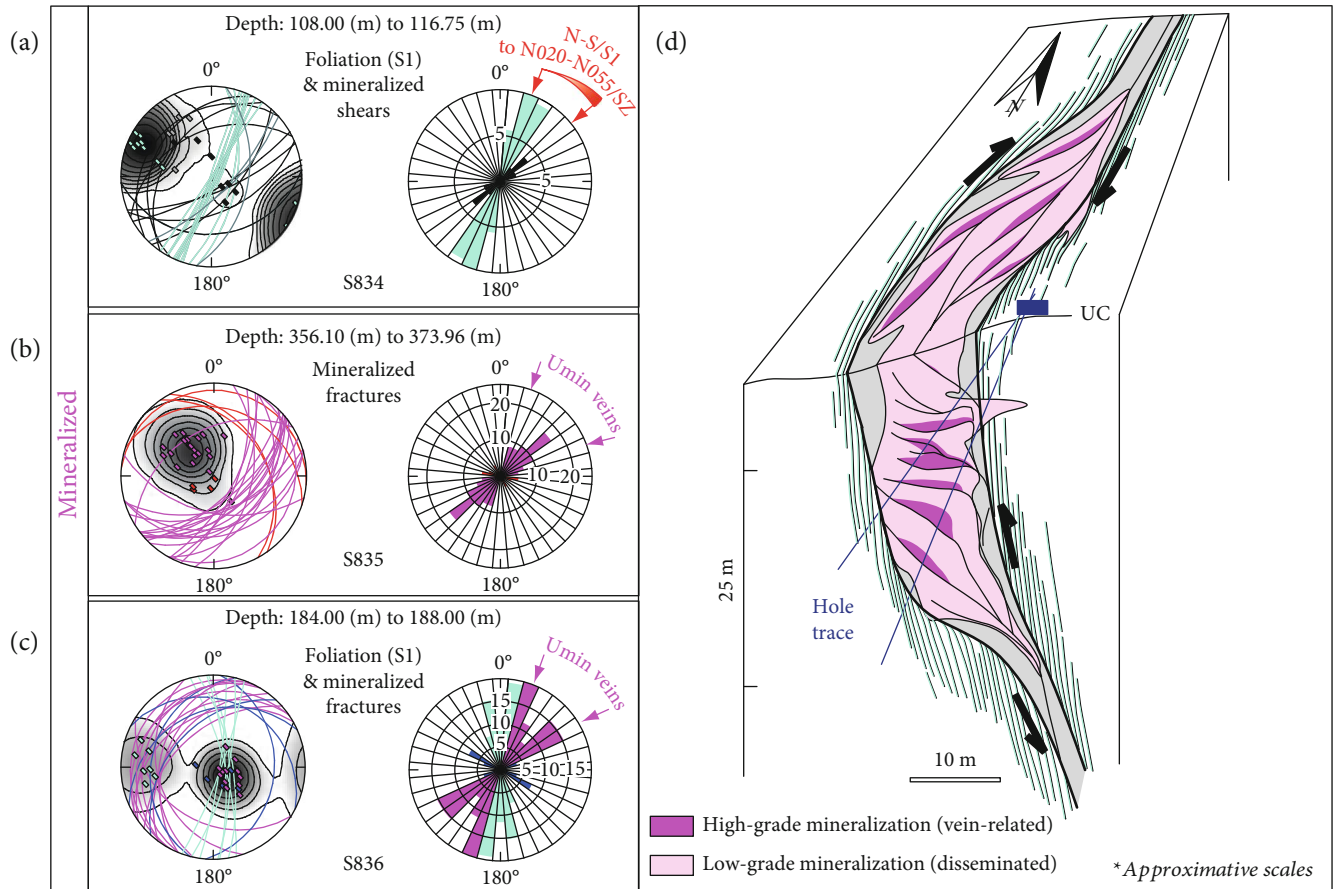 Mineralized
(a)
Depth: 108.00 (m) to 116.75 (m)
0°
Foliation (S1)
& mineralized
shears
0°
N-S/S1
to N020-N055/SZ
5
5
180°
S834
180°
(b)
Depth: 356.10 (m) to 373.96 (m)
0°
Mineralized
fractures
0°
Umin veins
20
10
10
20
180°
S835
180°
(c)
Depth: 184.00 (m) to 188.00 (m)
0°
Foliation (S1)
& mineralized
fractures
0°
Umin veins
15
10
5
5
10
15
180°
S836
180°
(d)
N
UC
25 m
Hole
trace
10 m
High-grade mineralization (vein-related)
Low-grade mineralization (disseminated)
*Approximative scales